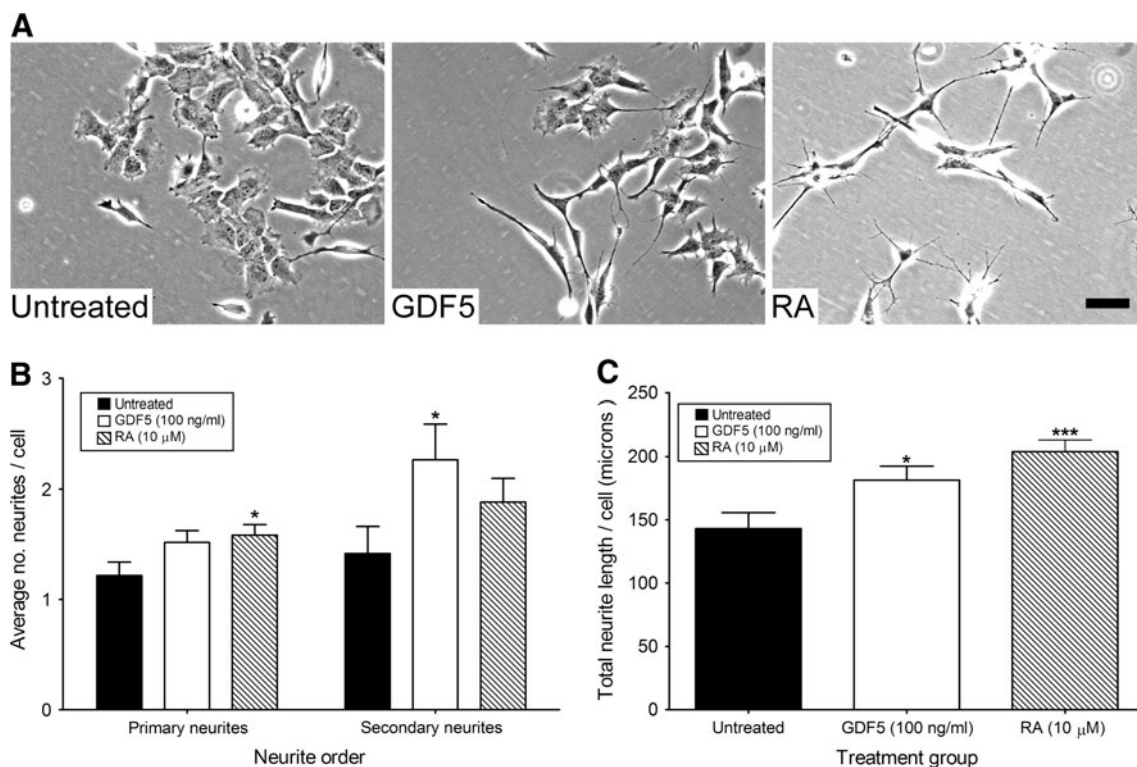 A
Untreated
GDF5
RA
B
3
2
1
0
Average no. neurites / cell
Untreated
GDF5 (100 ng/ml)
RA (10 μM)
*
*
Primary neurites
Secondary neurites
Neurite order
C
250
200
150
100
50
0
Total neurite length / cell (microns )
Untreated
GDF5 (100 ng/ml)
RA (10 μM)
*
***
Untreated
GDF5 (100 ng/ml)
RA (10 μM)
Treatment group